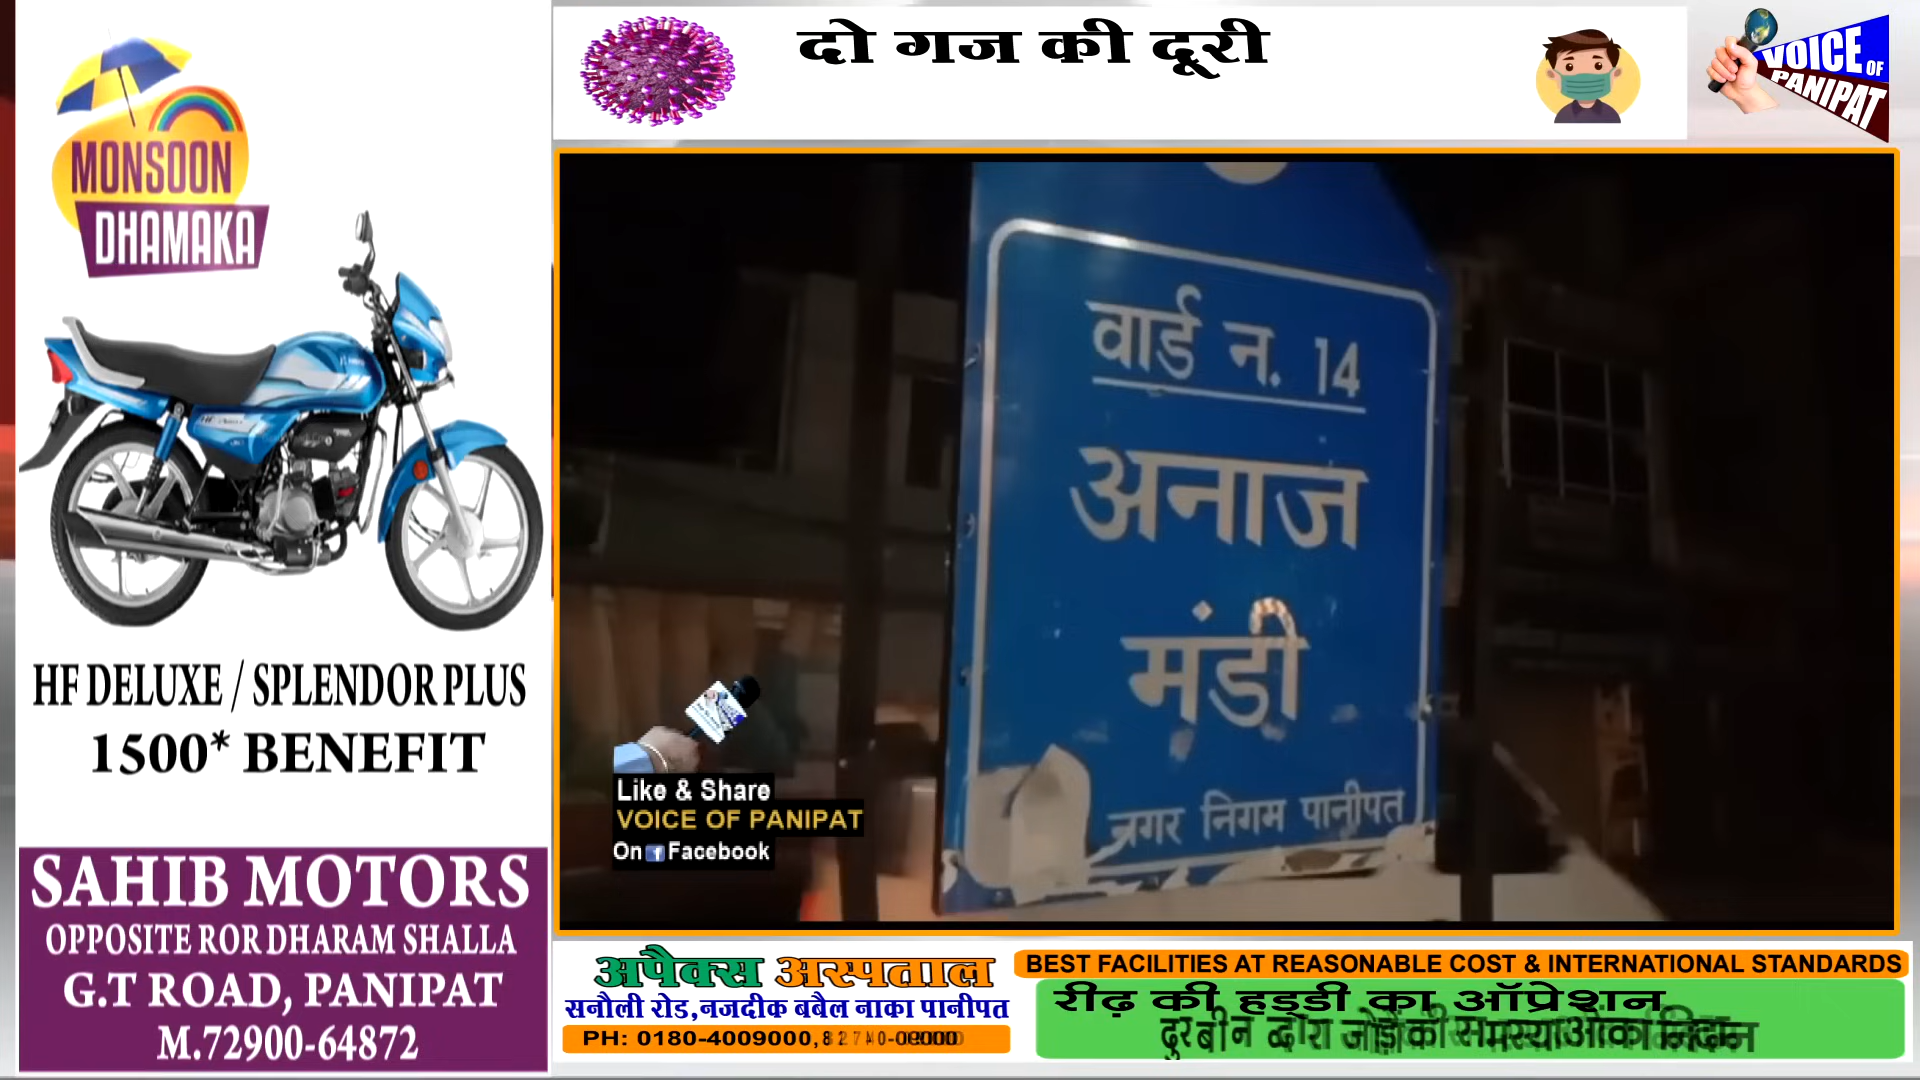 MONSOON
DHAMAKA
HF DELUXE / SPLENDOR PLUS
1500* BENEFIT
SAHIB MOTORS
OPPOSITE ROR DHARAM SHALLA
G.T ROAD, PANIPAT
M.72900-64872
दो गज की दूरी
VOICE OF
PANIPAT
वार्ड न. 14
अनाज
मंडी
नगर निगम पानीपत
Like & Share
VOICE OF PANIPAT
On Facebook
अपैक्स अस्पताल
सनौली रोड,नजदीक बबैल नाका पानीपत
PH: 0180-4009000,
BEST FACILITIES AT REASONABLE COST & INTERNATIONAL STANDARDS
रीढ़ की हड्डी का ऑप्रेशन
दुरबीन द्वारा जोड़ों की